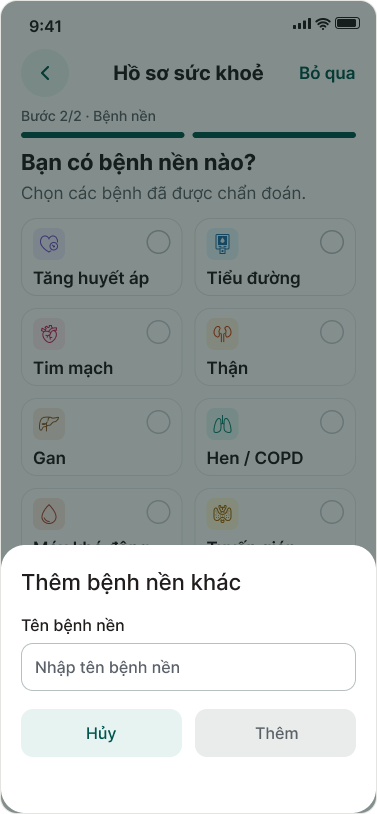 9:41
Hồ sơ sức khoẻ
Bỏ qua
Bước 2/2 · Bệnh nền
Bạn có bệnh nền nào?
Chọn các bệnh đã được chẩn đoán.
Tăng huyết áp
Tiểu đường
Tim mạch
Thận
Gan
Hen / COPD
Thêm bệnh nền khác
Tên bệnh nền
Nhập tên bệnh nền
Hủy
Thêm